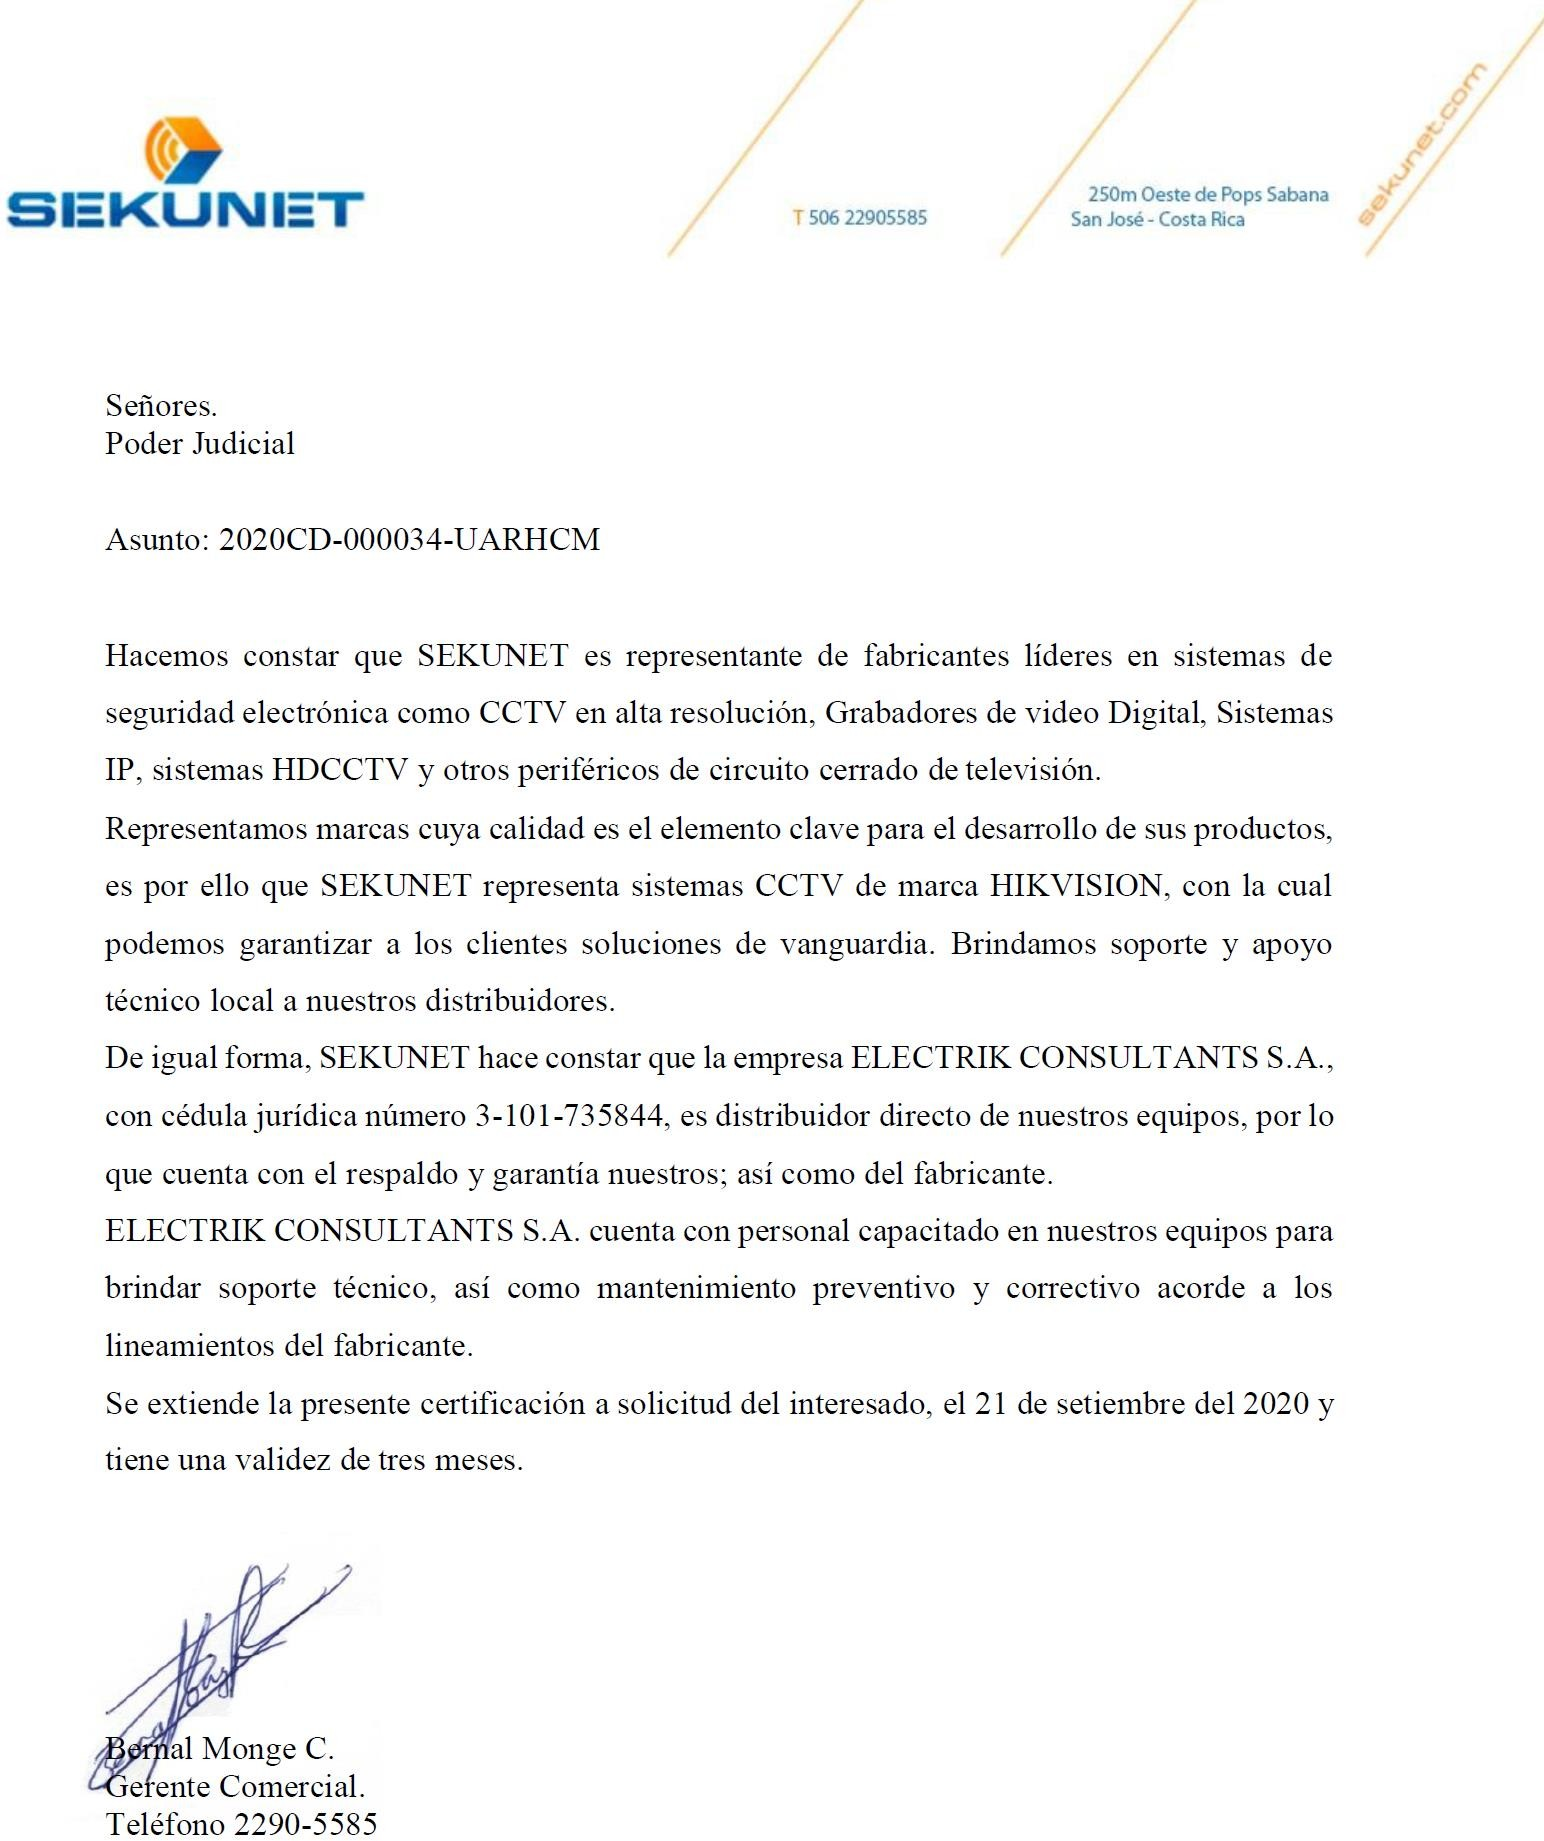 SEKUNET
T 506 22905585
250m Oeste de Pops Sabana
San José - Costa Rica
sekunet.com
Señores.
Poder Judicial
Asunto: 2020CD-000034-UARHCM
Hacemos constar que SEKUNET es representante de fabricantes líderes en sistemas de
seguridad electrónica como CCTV en alta resolución, Grabadores de video Digital, Sistemas
IP, sistemas HDCCTV y otros periféricos de circuito cerrado de televisión.
Representamos marcas cuya calidad es el elemento clave para el desarrollo de sus productos,
es por ello que SEKUNET representa sistemas CCTV de marca HIKVISION, con la cual
podemos garantizar a los clientes soluciones de vanguardia. Brindamos soporte y apoyo
técnico local a nuestros distribuidores.
De igual forma, SEKUNET hace constar que la empresa ELECTRIK CONSULTANTS S.A.,
con cédula jurídica número 3-101-735844, es distribuidor directo de nuestros equipos, por lo
que cuenta con el respaldo y garantía nuestros; así como del fabricante.
ELECTRIK CONSULTANTS S.A. cuenta con personal capacitado en nuestros equipos para
brindar soporte técnico, así como mantenimiento preventivo y correctivo acorde a los
lineamientos del fabricante.
Se extiende la presente certificación a solicitud del interesado, el 21 de setiembre del 2020 y
tiene una validez de tres meses.
Bernal Monge C.
Gerente Comercial.
Teléfono 2290-5585